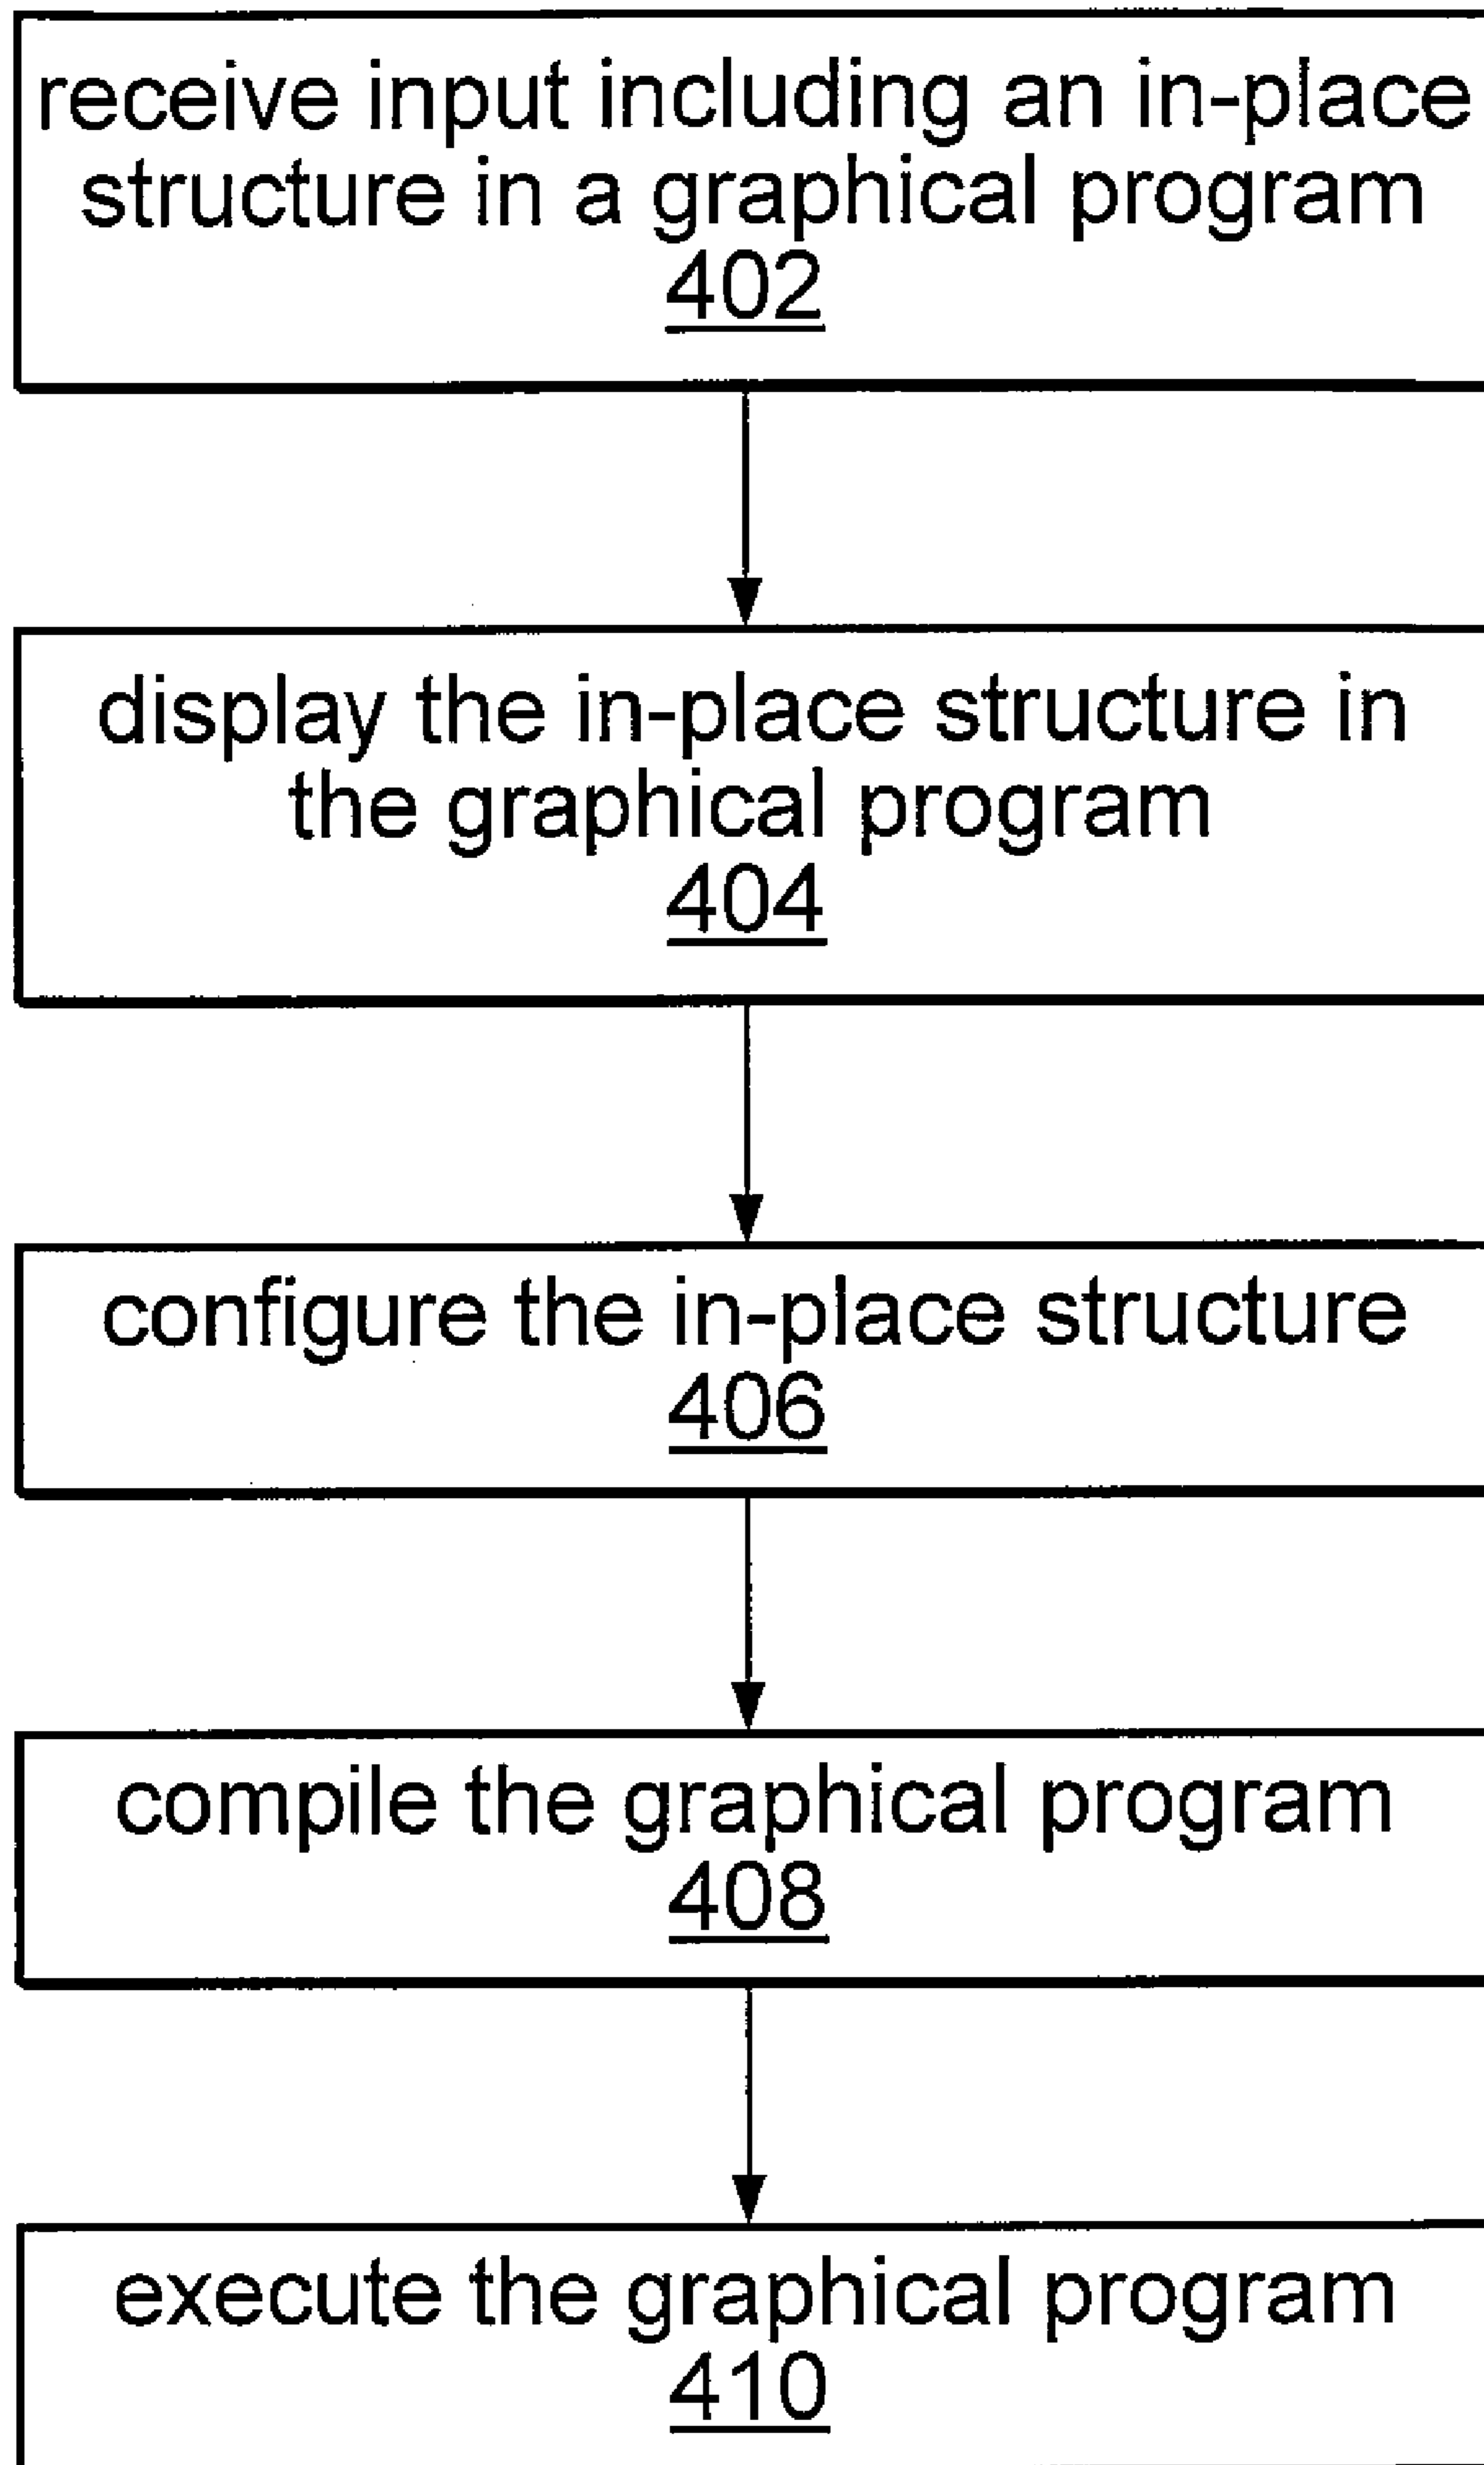 receive input including an in-place
structure in a graphical program
402
display the in-place structure in
the graphical program
404
configure the in-place structure
406
compile the graphical program
408
execute the graphical program
410